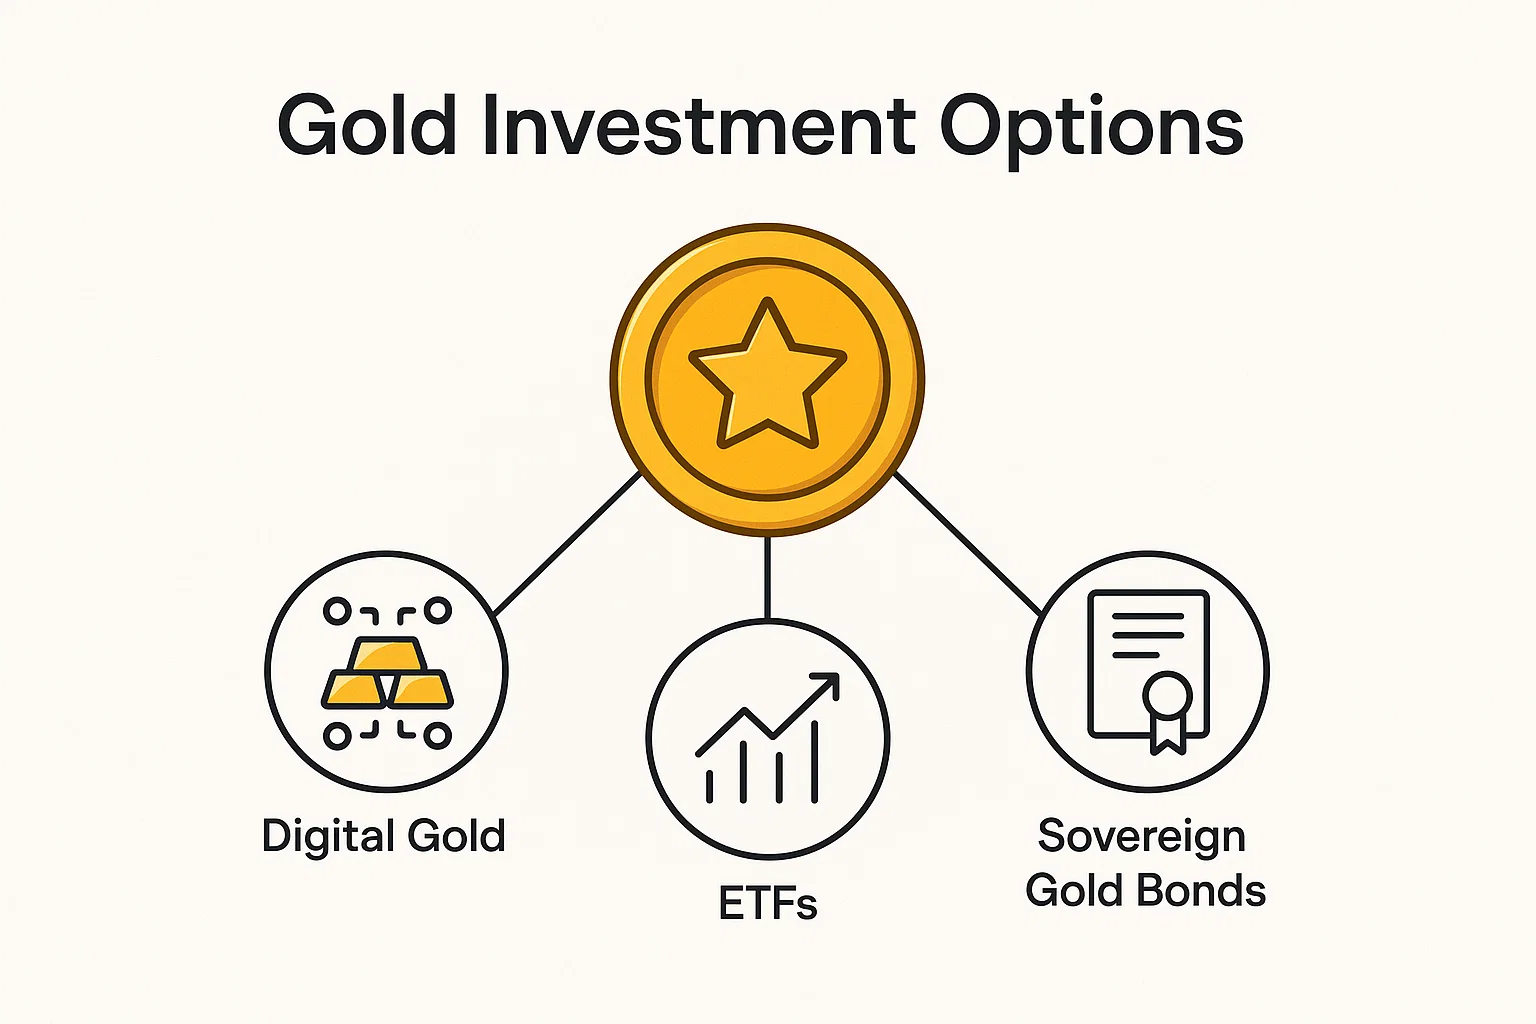 Gold Investment Options
Digital Gold
ETFs
Sovereign
Gold Bonds